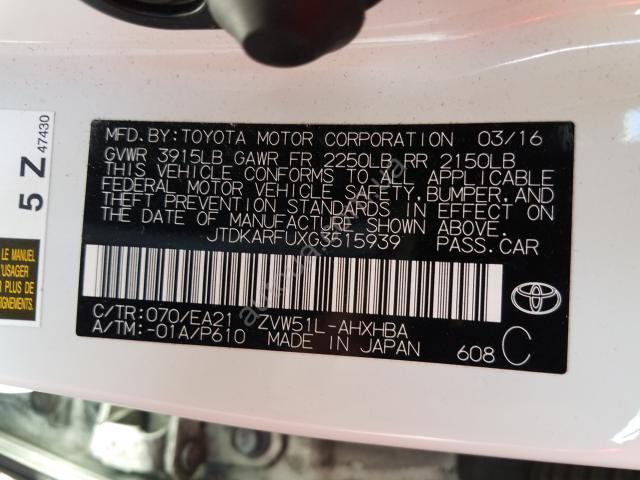 MFD. BY: TOYOTA MOTOR CORPORATION 03/16
GVWR 3915LB GAWR FR 2250LB RR 2150LB
THIS VEHICLE CONFORMS TO ALL APPLICABLE
FEDERAL MOTOR VEHICLE SAFETY, BUMPER, AND
THEFT PREVENTION STANDARDS IN EFFECT ON
THE DATE OF MANUFACTURE SHOWN ABOVE.
JTDKARFUXG3515939 PASS. CAR
C/TR: 070/EA21 ZVW51L-AHXHBA
A/TM: -01A/P610 MADE IN JAPAN
608 C
5 Z 47430
LE MANUEL